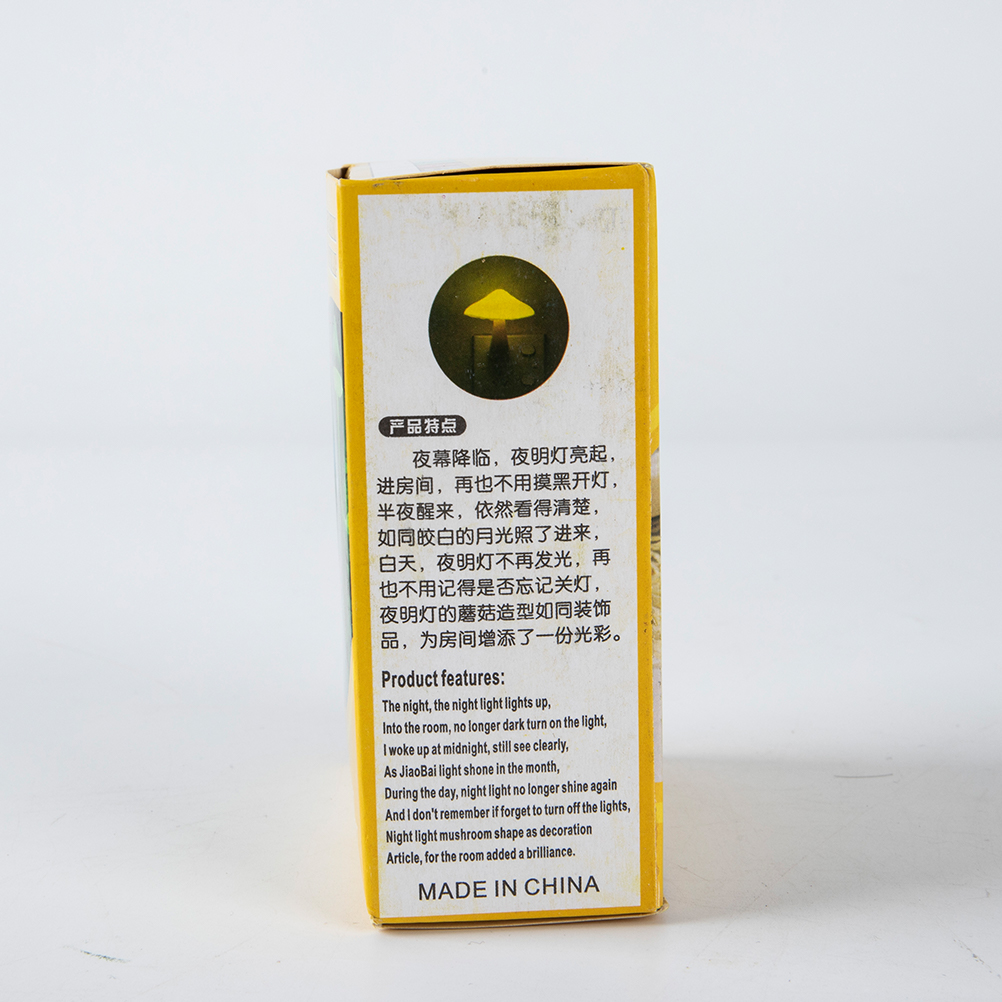 产品特点
夜幕降临，夜明灯亮起，
进房间，再也不用摸黑开灯，
半夜醒来，依然看得清楚，
如同皎白的月光照了进来，
白天，夜明灯不再发光，再
也不用记得是否忘记关灯，
夜明灯的蘑菇造型如同装饰
品，为房间增添了一份光彩。
Product features:
The night, the night light lights up,
Into the room, no longer dark turn on the light,
I woke up at midnight, still see clearly,
As JiaoBai light shone in the month,
During the day, night light no longer shine again
And I don't remember if forget to turn off the lights,
Night light mushroom shape as decoration
Article, for the room added a brilliance.
MADE IN CHINA